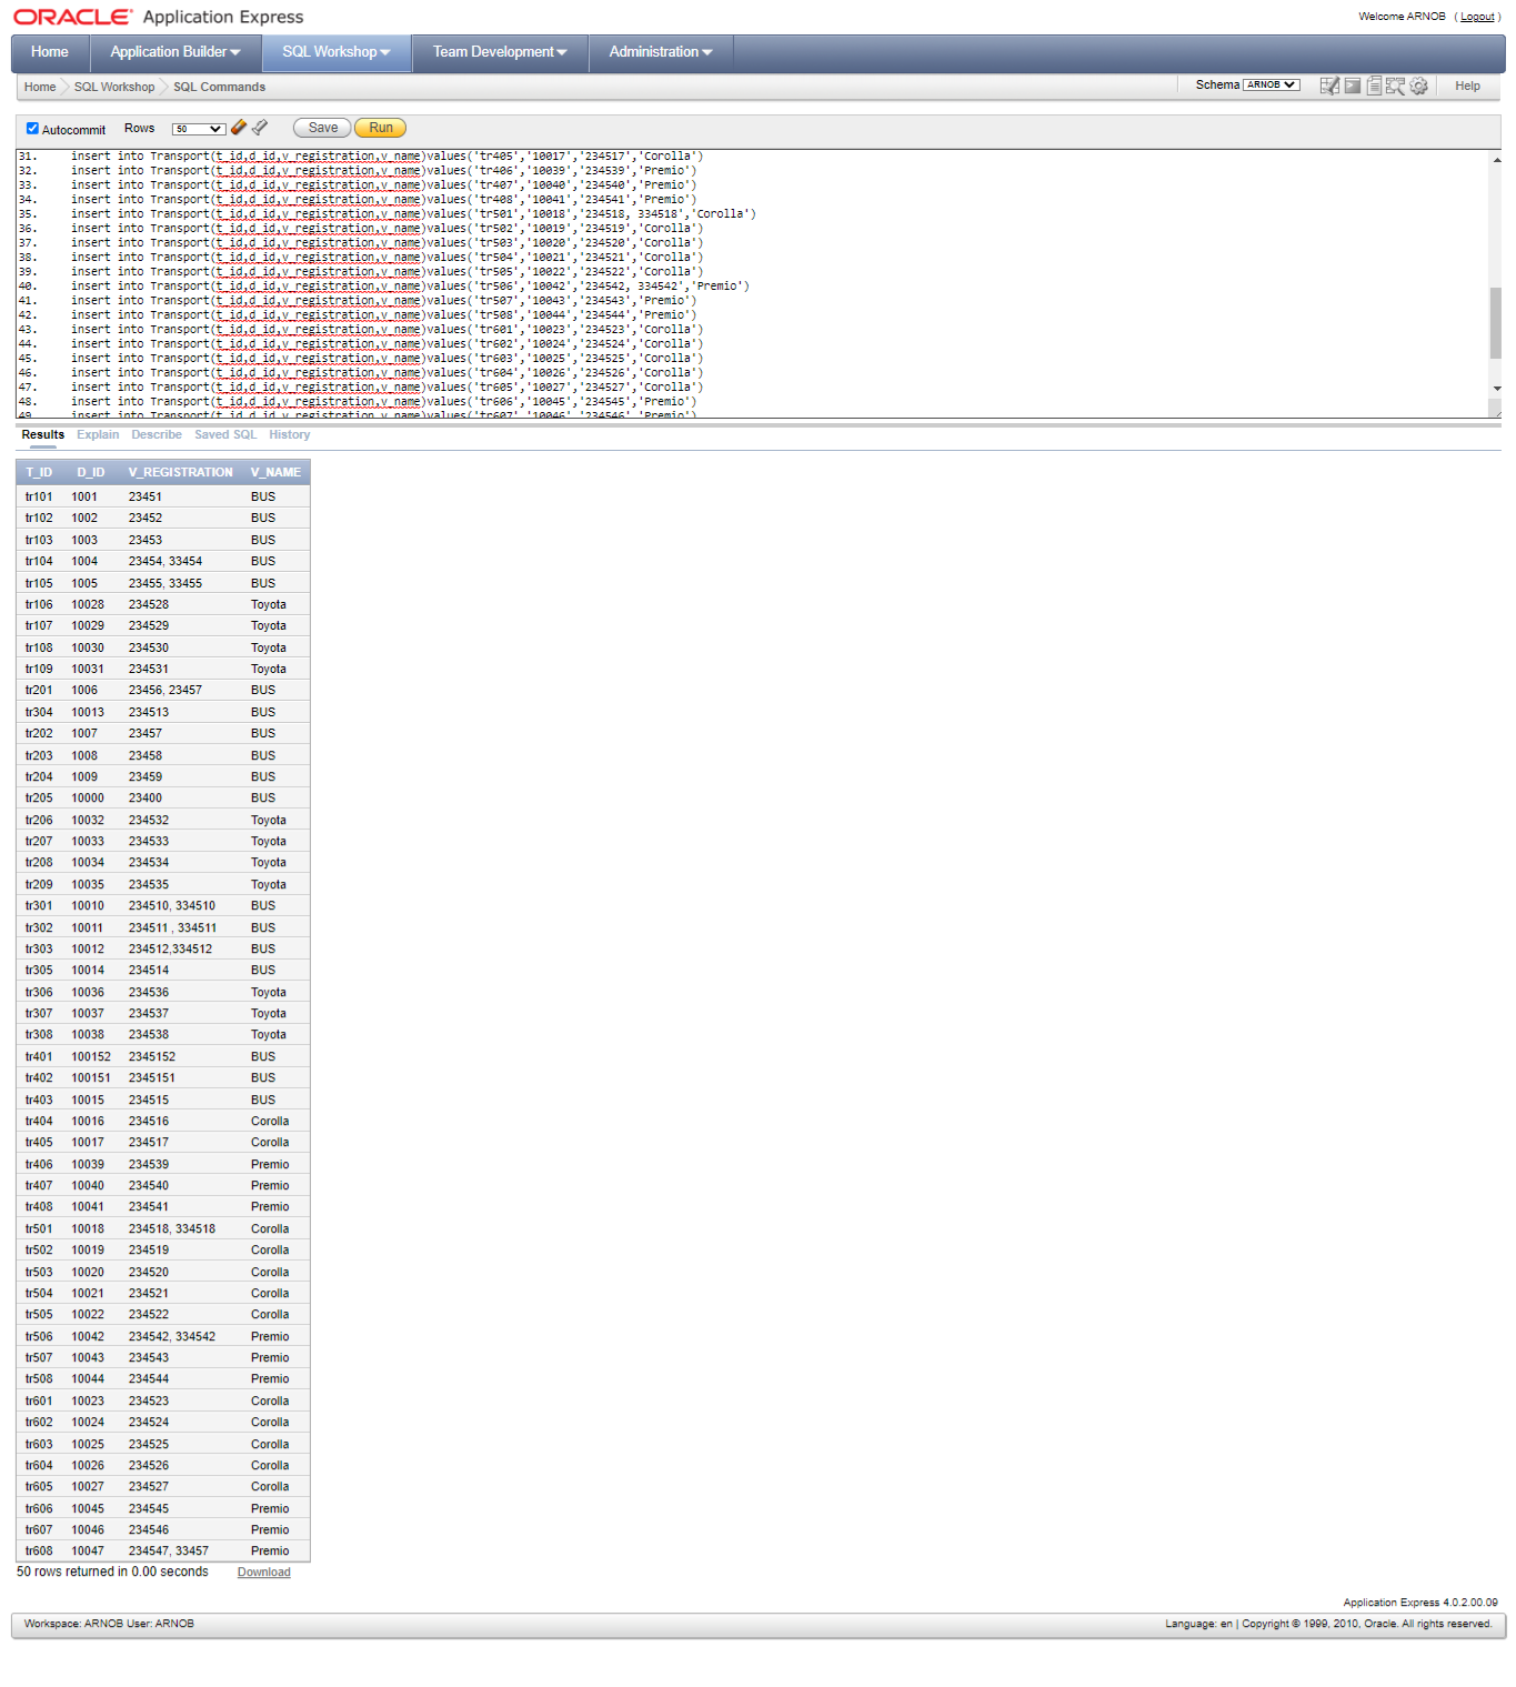 ORACLE Application Express
Welcome ARNOB ( Logout )
Home Application Builder SQL Workshop Team Development Administration
Home SQL Workshop SQL Commands Schema ARNOB Help
Autocommit Rows 50 Save Run
31. insert into Transport(t_id,d_id,v_registration,v_name)values('tr405','10017','234517','Corolla')
32. insert into Transport(t_id,d_id,v_registration,v_name)values('tr406','10039','234539','Premio')
33. insert into Transport(t_id,d_id,v_registration,v_name)values('tr407','10040','234540','Premio')
34. insert into Transport(t_id,d_id,v_registration,v_name)values('tr408','10041','234541','Premio')
35. insert into Transport(t_id,d_id,v_registration,v_name)values('tr501','10018','234518, 334518','Corolla')
36. insert into Transport(t_id,d_id,v_registration,v_name)values('tr502','10019','234519','Corolla')
37. insert into Transport(t_id,d_id,v_registration,v_name)values('tr503','10020','234520','Corolla')
38. insert into Transport(t_id,d_id,v_registration,v_name)values('tr504','10021','234521','Corolla')
39. insert into Transport(t_id,d_id,v_registration,v_name)values('tr505','10022','234522','Corolla')
40. insert into Transport(t_id,d_id,v_registration,v_name)values('tr506','10042','234542, 334542','Premio')
41. insert into Transport(t_id,d_id,v_registration,v_name)values('tr507','10043','234543','Premio')
42. insert into Transport(t_id,d_id,v_registration,v_name)values('tr508','10044','234544','Premio')
43. insert into Transport(t_id,d_id,v_registration,v_name)values('tr601','10023','234523','Corolla')
44. insert into Transport(t_id,d_id,v_registration,v_name)values('tr602','10024','234524','Corolla')
45. insert into Transport(t_id,d_id,v_registration,v_name)values('tr603','10025','234525','Corolla')
46. insert into Transport(t_id,d_id,v_registration,v_name)values('tr604','10026','234526','Corolla')
47. insert into Transport(t_id,d_id,v_registration,v_name)values('tr605','10027','234527','Corolla')
48. insert into Transport(t_id,d_id,v_registration,v_name)values('tr606','10045','234545','Premio')
49. insert into Transport(t_id,d_id,v_registration,v_name)values('tr607','10046','234546','Premio')
Results Explain Describe Saved SQL History
T_ID D_ID V_REGISTRATION V_NAME
tr101 1001 23451 BUS
tr102 1002 23452 BUS
tr103 1003 23453 BUS
tr104 1004 23454, 33454 BUS
tr105 1005 23455, 33455 BUS
tr106 10028 234528 Toyota
tr107 10029 234529 Toyota
tr108 10030 234530 Toyota
tr109 10031 234531 Toyota
tr201 1006 23456, 23457 BUS
tr304 10013 234513 BUS
tr202 1007 23457 BUS
tr203 1008 23458 BUS
tr204 1009 23459 BUS
tr205 10000 23400 BUS
tr206 10032 234532 Toyota
tr207 10033 234533 Toyota
tr208 10034 234534 Toyota
tr209 10035 234535 Toyota
tr301 10010 234510, 334510 BUS
tr302 10011 234511 , 334511 BUS
tr303 10012 234512,334512 BUS
tr305 10014 234514 BUS
tr306 10036 234536 Toyota
tr307 10037 234537 Toyota
tr308 10038 234538 Toyota
tr401 100152 2345152 BUS
tr402 100151 2345151 BUS
tr403 10015 234515 BUS
tr404 10016 234516 Corolla
tr405 10017 234517 Corolla
tr406 10039 234539 Premio
tr407 10040 234540 Premio
tr408 10041 234541 Premio
tr501 10018 234518, 334518 Corolla
tr502 10019 234519 Corolla
tr503 10020 234520 Corolla
tr504 10021 234521 Corolla
tr505 10022 234522 Corolla
tr506 10042 234542, 334542 Premio
tr507 10043 234543 Premio
tr508 10044 234544 Premio
tr601 10023 234523 Corolla
tr602 10024 234524 Corolla
tr603 10025 234525 Corolla
tr604 10026 234526 Corolla
tr605 10027 234527 Corolla
tr606 10045 234545 Premio
tr607 10046 234546 Premio
tr608 10047 234547, 33457 Premio
50 rows returned in 0.00 seconds Download
Application Express 4.0.2.00.09
Workspace: ARNOB User: ARNOB Language: en | Copyright © 1999, 2010, Oracle. All rights reserved.